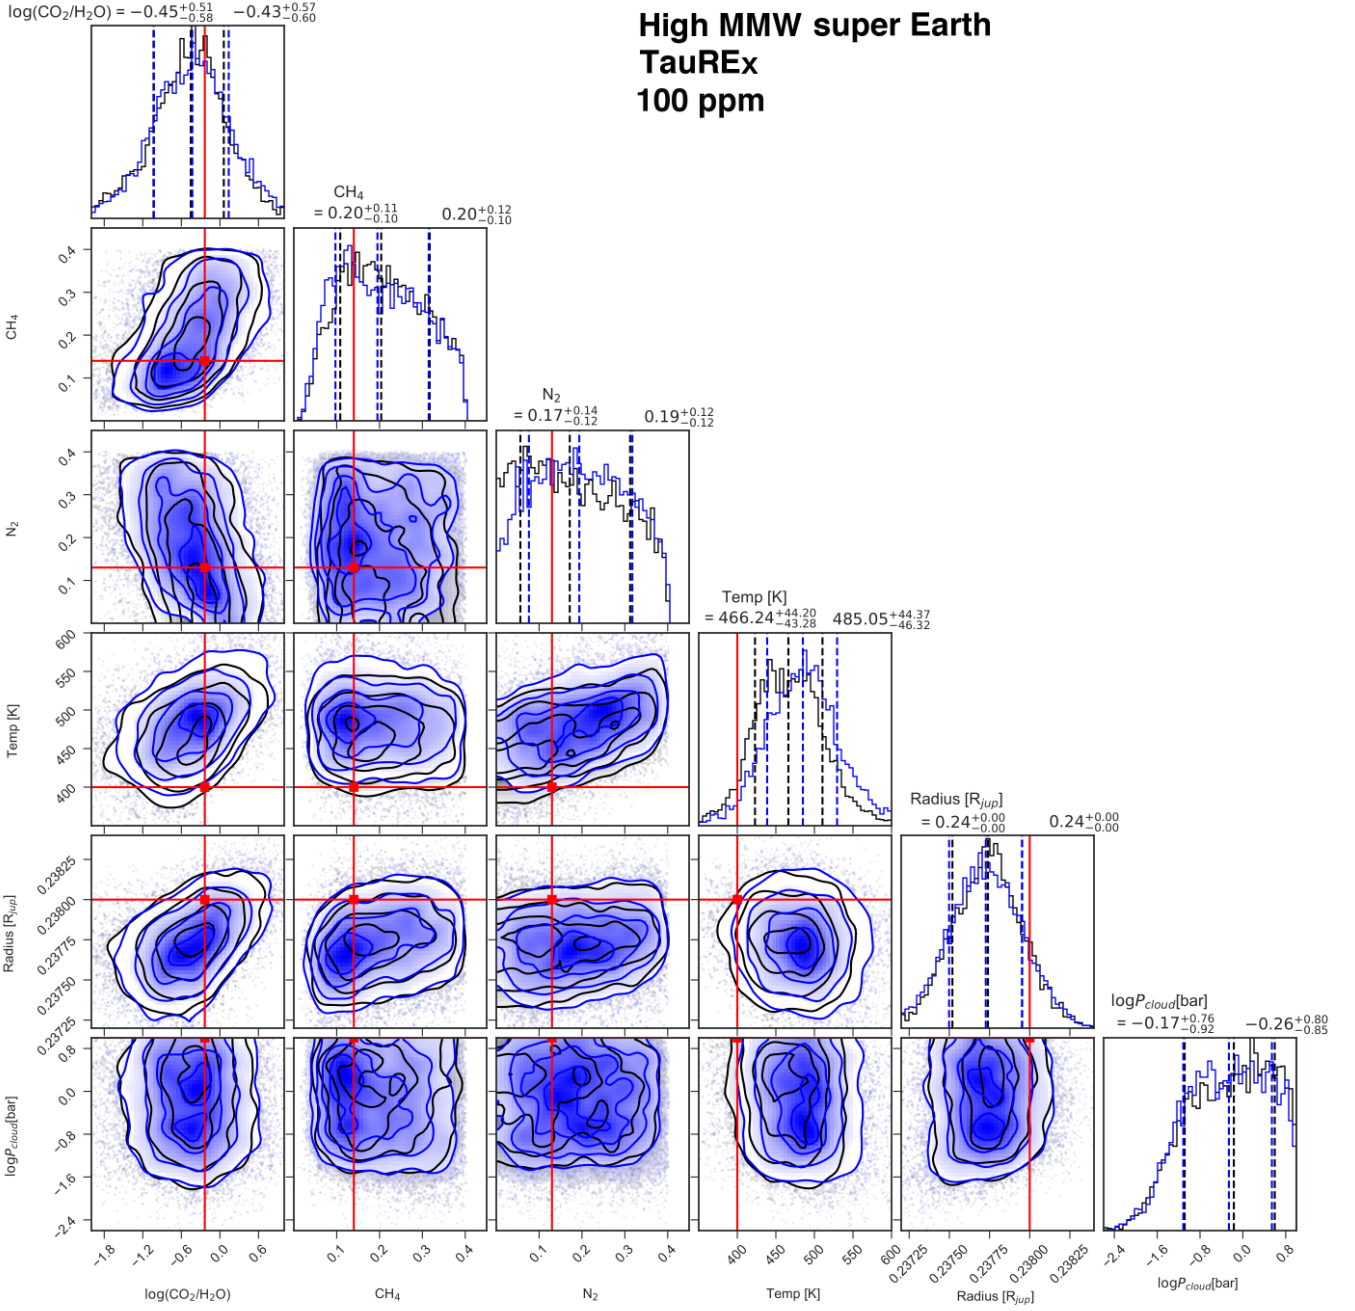 High MMW super Earth
TauREx
100 ppm
log(CO₂/H₂O) = −0.45+0.51−0.58 −0.43+0.57−0.60
CH₄
= 0.20+0.11−0.10 0.20+0.12−0.10
N₂
= 0.17+0.14−0.12 0.19+0.12−0.12
Temp [K]
= 466.24+44.20−43.28 485.05+44.37−46.32
Radius [Rjup]
= 0.24+0.00−0.00 0.24+0.00−0.00
logPcloud[bar]
= −0.17+0.76−0.92 −0.26+0.80−0.85
CH₄
0.4
0.3
0.2
0.1
N₂
0.4
0.3
0.2
0.1
Temp [K]
600
550
500
450
400
Radius [Rjup]
0.23825
0.23800
0.23775
0.23750
0.23725
logPcloud[bar]
0.8
0.0
−0.8
−1.6
−2.4
−1.8 −1.2 −0.6 0.0 0.6
log(CO₂/H₂O)
0.1 0.2 0.3 0.4
CH₄
0.1 0.2 0.3 0.4
N₂
400 450 500 550 600
Temp [K]
0.23725 0.23750 0.23775 0.23800 0.23825
Radius [Rjup]
−2.4 −1.6 −0.8 0.0 0.8
logPcloud[bar]